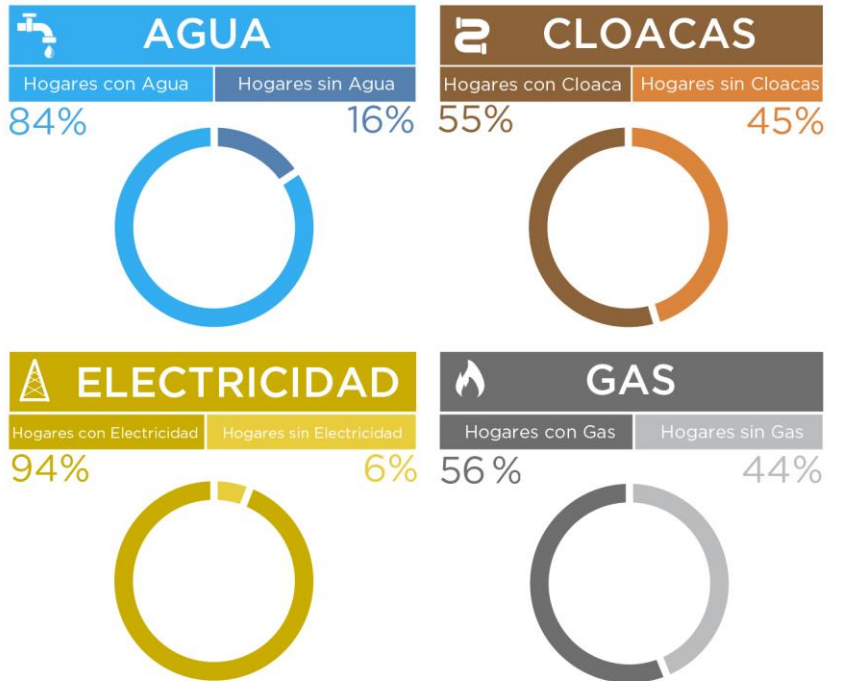 AGUA
Hogares con Agua
Hogares sin Agua
84%
16%
CLOACAS
Hogares con Cloaca
Hogares sin Cloacas
55%
45%
ELECTRICIDAD
Hogares con Electricidad
Hogares sin Electricidad
94%
6%
GAS
Hogares con Gas
Hogares sin Gas
56 %
44%